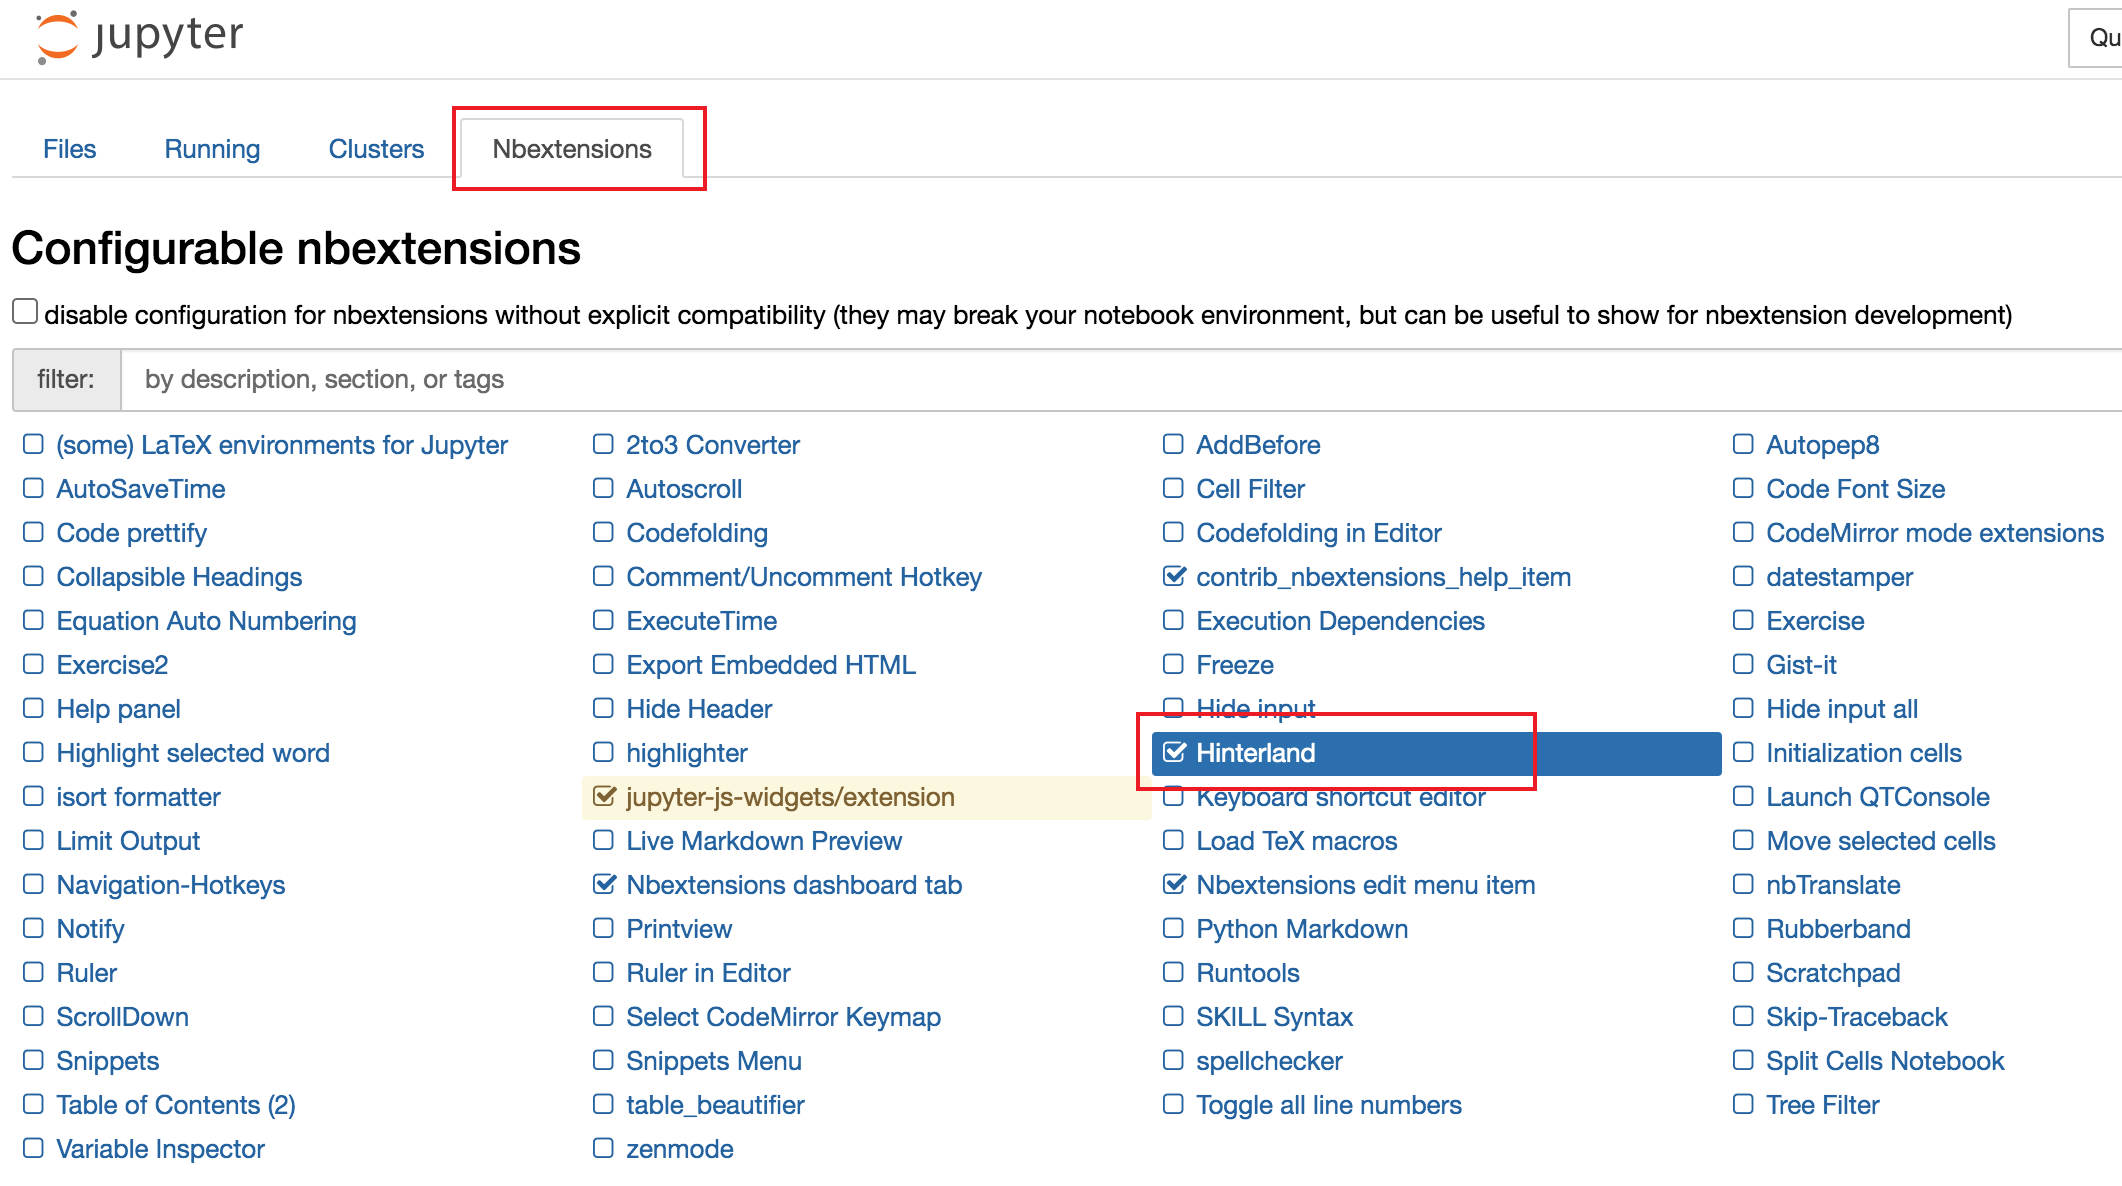 jupyter
Qu
Files Running Clusters Nbextensions
Configurable nbextensions
disable configuration for nbextensions without explicit compatibility (they may break your notebook environment, but can be useful to show for nbextension development)
filter: by description, section, or tags
(some) LaTeX environments for Jupyter 2to3 Converter AddBefore Autopep8
AutoSaveTime Autoscroll Cell Filter Code Font Size
Code prettify Codefolding Codefolding in Editor CodeMirror mode extensions
Collapsible Headings Comment/Uncomment Hotkey contrib_nbextensions_help_item datestamper
Equation Auto Numbering ExecuteTime Execution Dependencies Exercise
Exercise2 Export Embedded HTML Freeze Gist-it
Help panel Hide Header Hide input Hide input all
Highlight selected word highlighter Hinterland Initialization cells
isort formatter jupyter-js-widgets/extension Keyboard shortcut editor Launch QTConsole
Limit Output Live Markdown Preview Load TeX macros Move selected cells
Navigation-Hotkeys Nbextensions dashboard tab Nbextensions edit menu item nbTranslate
Notify Printview Python Markdown Rubberband
Ruler Ruler in Editor Runtools Scratchpad
ScrollDown Select CodeMirror Keymap SKILL Syntax Skip-Traceback
Snippets Snippets Menu spellchecker Split Cells Notebook
Table of Contents (2) table_beautifier Toggle all line numbers Tree Filter
Variable Inspector zenmode